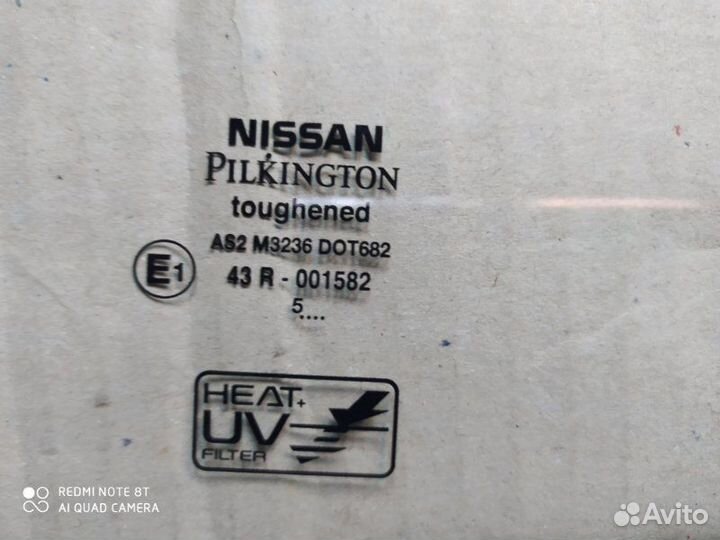 NISSAN
PILKINGTON
toughened
AS2 M3236 DOT682
E1
43 R - 001582
5....
HEAT+
UV
FILTER
REDMI NOTE 8T
AI QUAD CAMERA
Avito